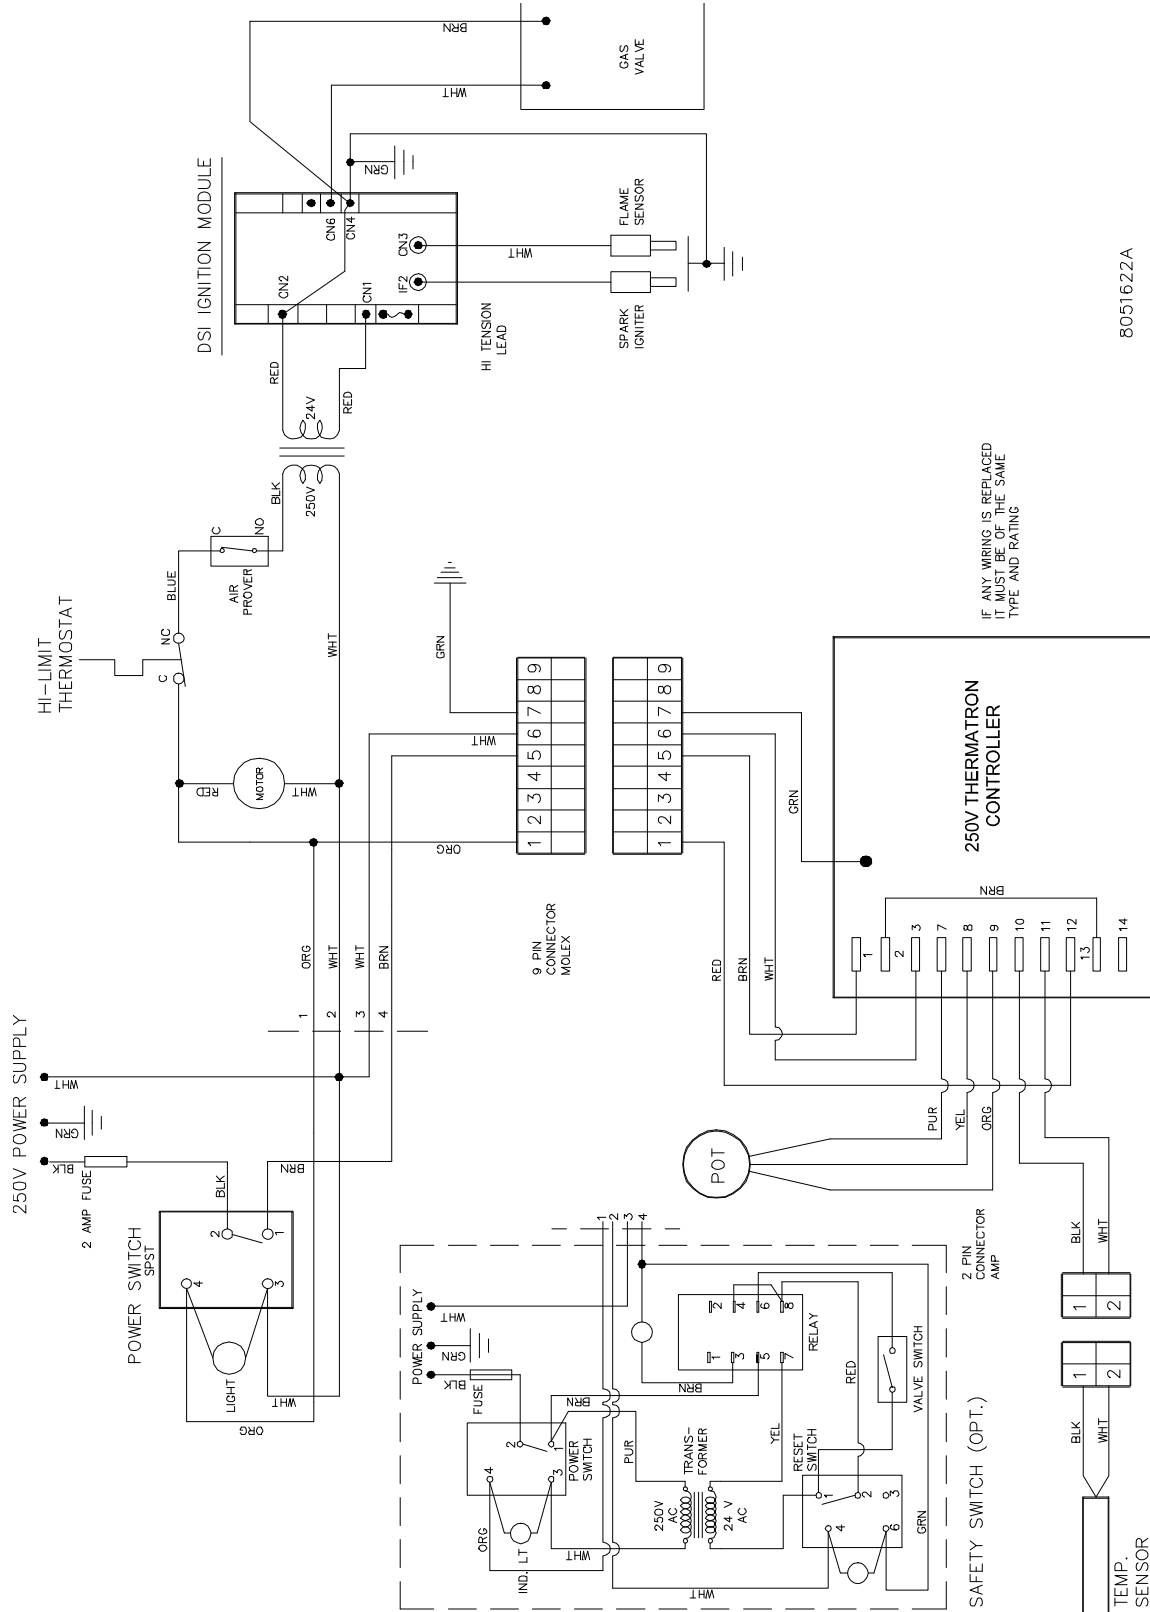 250V POWER SUPPLY
WHT
GRN
BLK
2 AMP FUSE
BLK
BRN
POWER SWITCH
SPST
2
1
4
3
LIGHT
WHT
ORG
1
2
3
4
ORG
WHT
WHT
BRN
HI-LIMIT
THERMOSTAT
C
NC
BLUE
RED
MOTOR
WHT
AIR
PROVER
C
NO
BLK
WHT
250V
24V
RED
RED
DSI IGNITION MODULE
CN2
CN1
CN6
CN4
CN3
IF2
GRN
BRN
WHT
GAS
VALVE
HI TENSION
LEAD
WHT
SPARK
IGNITER
FLAME
SENSOR
GRN
WHT
ORG
9 PIN
CONNECTOR
MOLEX
1 2 3 4 5 6 7 8 9
1 2 3 4 5 6 7 8 9
RED
BRN
WHT
GRN
250V THERMATRON
CONTROLLER
BRN
1
2
3
7
8
9
10
11
12
13
14
IF ANY WIRING IS REPLACED
IT MUST BE OF THE SAME
TYPE AND RATING
8051622A
POT
PUR
YEL
ORG
2 PIN
CONNECTOR
AMP
BLK
WHT
1
2
1
2
BLK
WHT
TEMP.
SENSOR
SAFETY SWITCH (OPT.)
POWER SUPPLY
WHT
GRN
BLK
FUSE
1
2
3
4
POWER
SWITCH
2
1
4
3
BRN
BRN
PUR
ORG
IND. LT
WHT
TRANS-
FORMER
250V
AC
24 V
AC
YEL
RELAY
2
4
6
8
1
3
5
7
RED
VALVE SWITCH
RESET
SWITCH
1
2
3
4
6
GRN
WHT